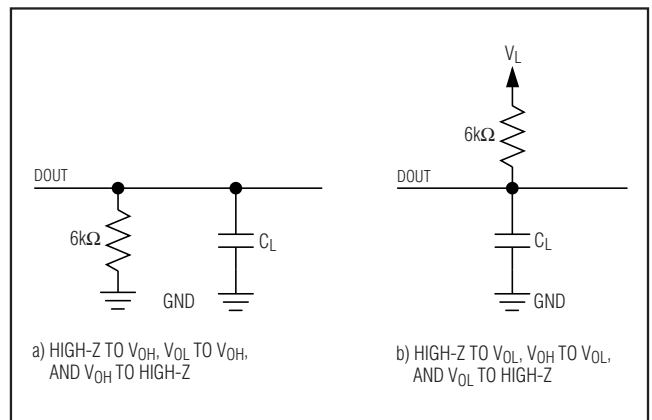 DOUT
6kΩ
C_L
GND
a) HIGH-Z TO V_OH, V_OL TO V_OH,
AND V_OH TO HIGH-Z
V_L
6kΩ
DOUT
C_L
GND
b) HIGH-Z TO V_OL, V_OH TO V_OL,
AND V_OL TO HIGH-Z